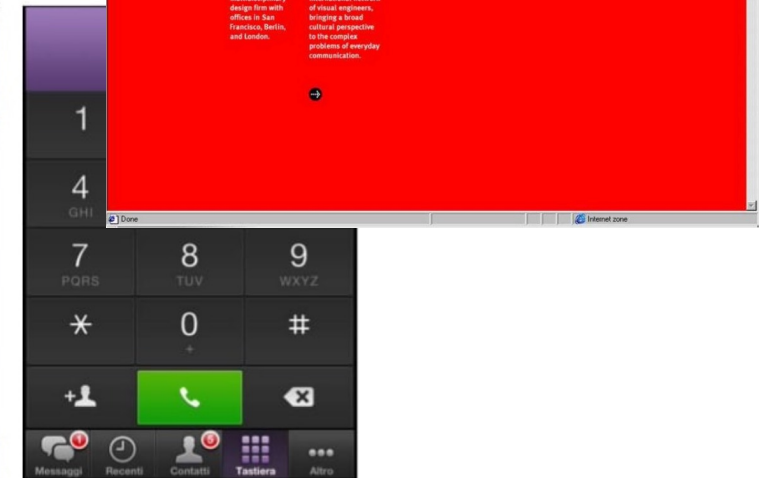 design firm with
offices in San
Francisco, Berlin,
and London.
of visual engineers,
bringing a broad
cultural perspective
to the complex
problems of everyday
communication.
1
4
GHI
Done
Internet zone
7 8 9
PQRS TUV WXYZ
* 0 #
+
+
1 5
Messaggi Recenti Contatti Tastiera Altro